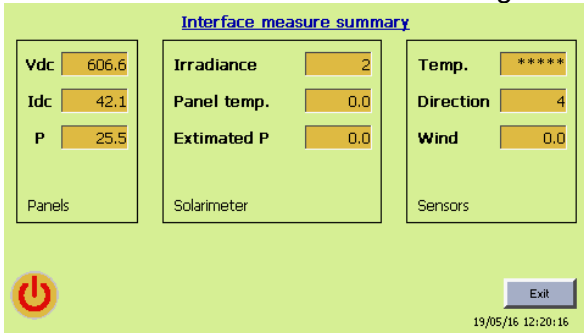 Interface measure summary
Vdc 606.6
Idc 42.1
P 25.5
Panels
Irradiance 2
Panel temp. 0.0
Extimated P 0.0
Solarimeter
Temp. *****
Direction 4
Wind 0.0
Sensors
Exit
19/05/16 12:20:16